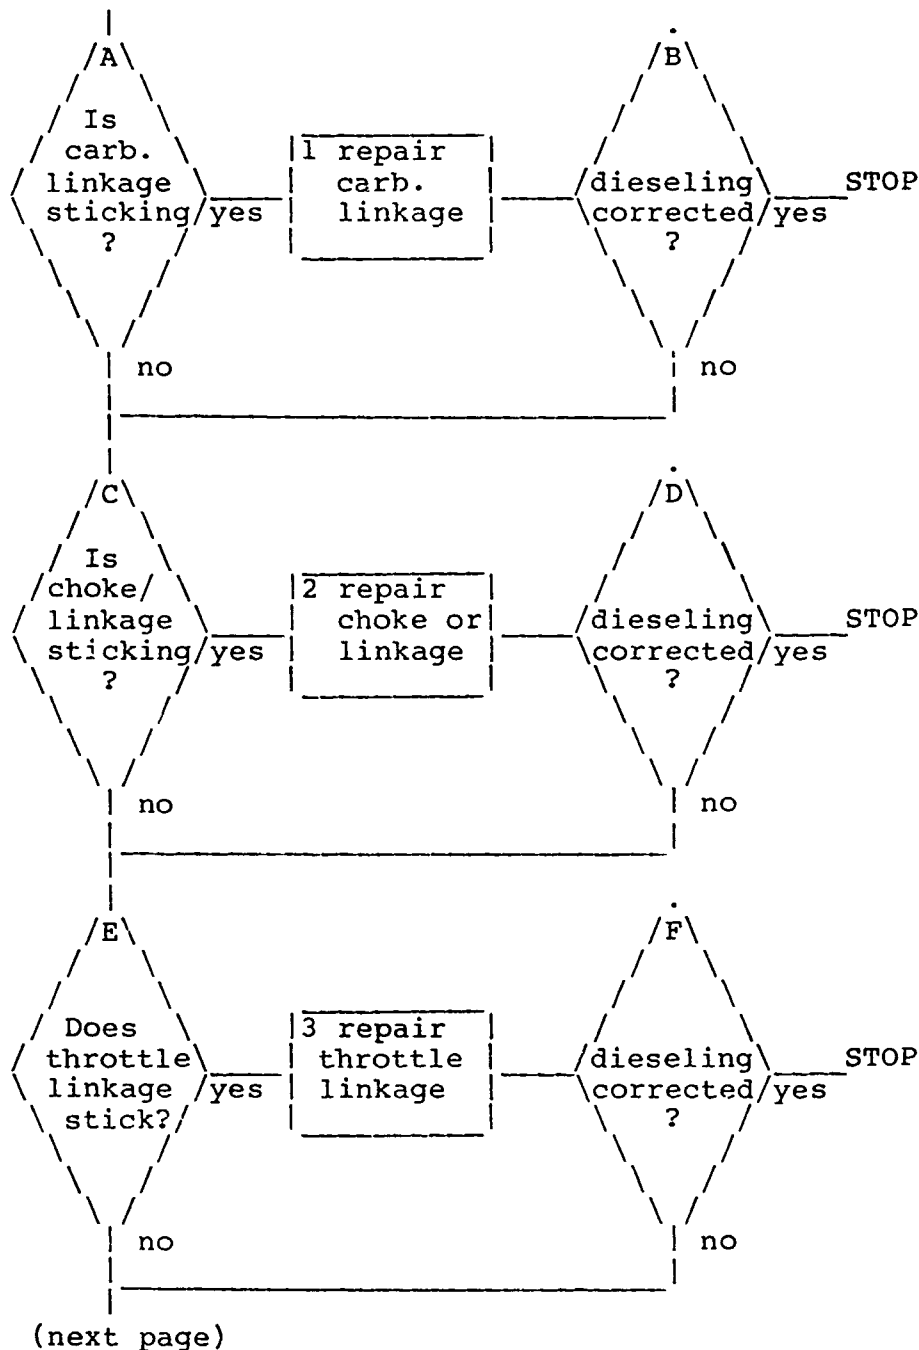 A
Is
carb.
linkage
sticking
?
yes
1 repair
carb.
linkage
B
dieseling
corrected
?
yes
STOP
no
no
C
Is
choke/
linkage
sticking
?
yes
2 repair
choke or
linkage
D
dieseling
corrected
?
yes
STOP
no
no
E
Does
throttle
linkage
stick?
yes
3 repair
throttle
linkage
F
dieseling
corrected
?
yes
STOP
no
no
(next page)